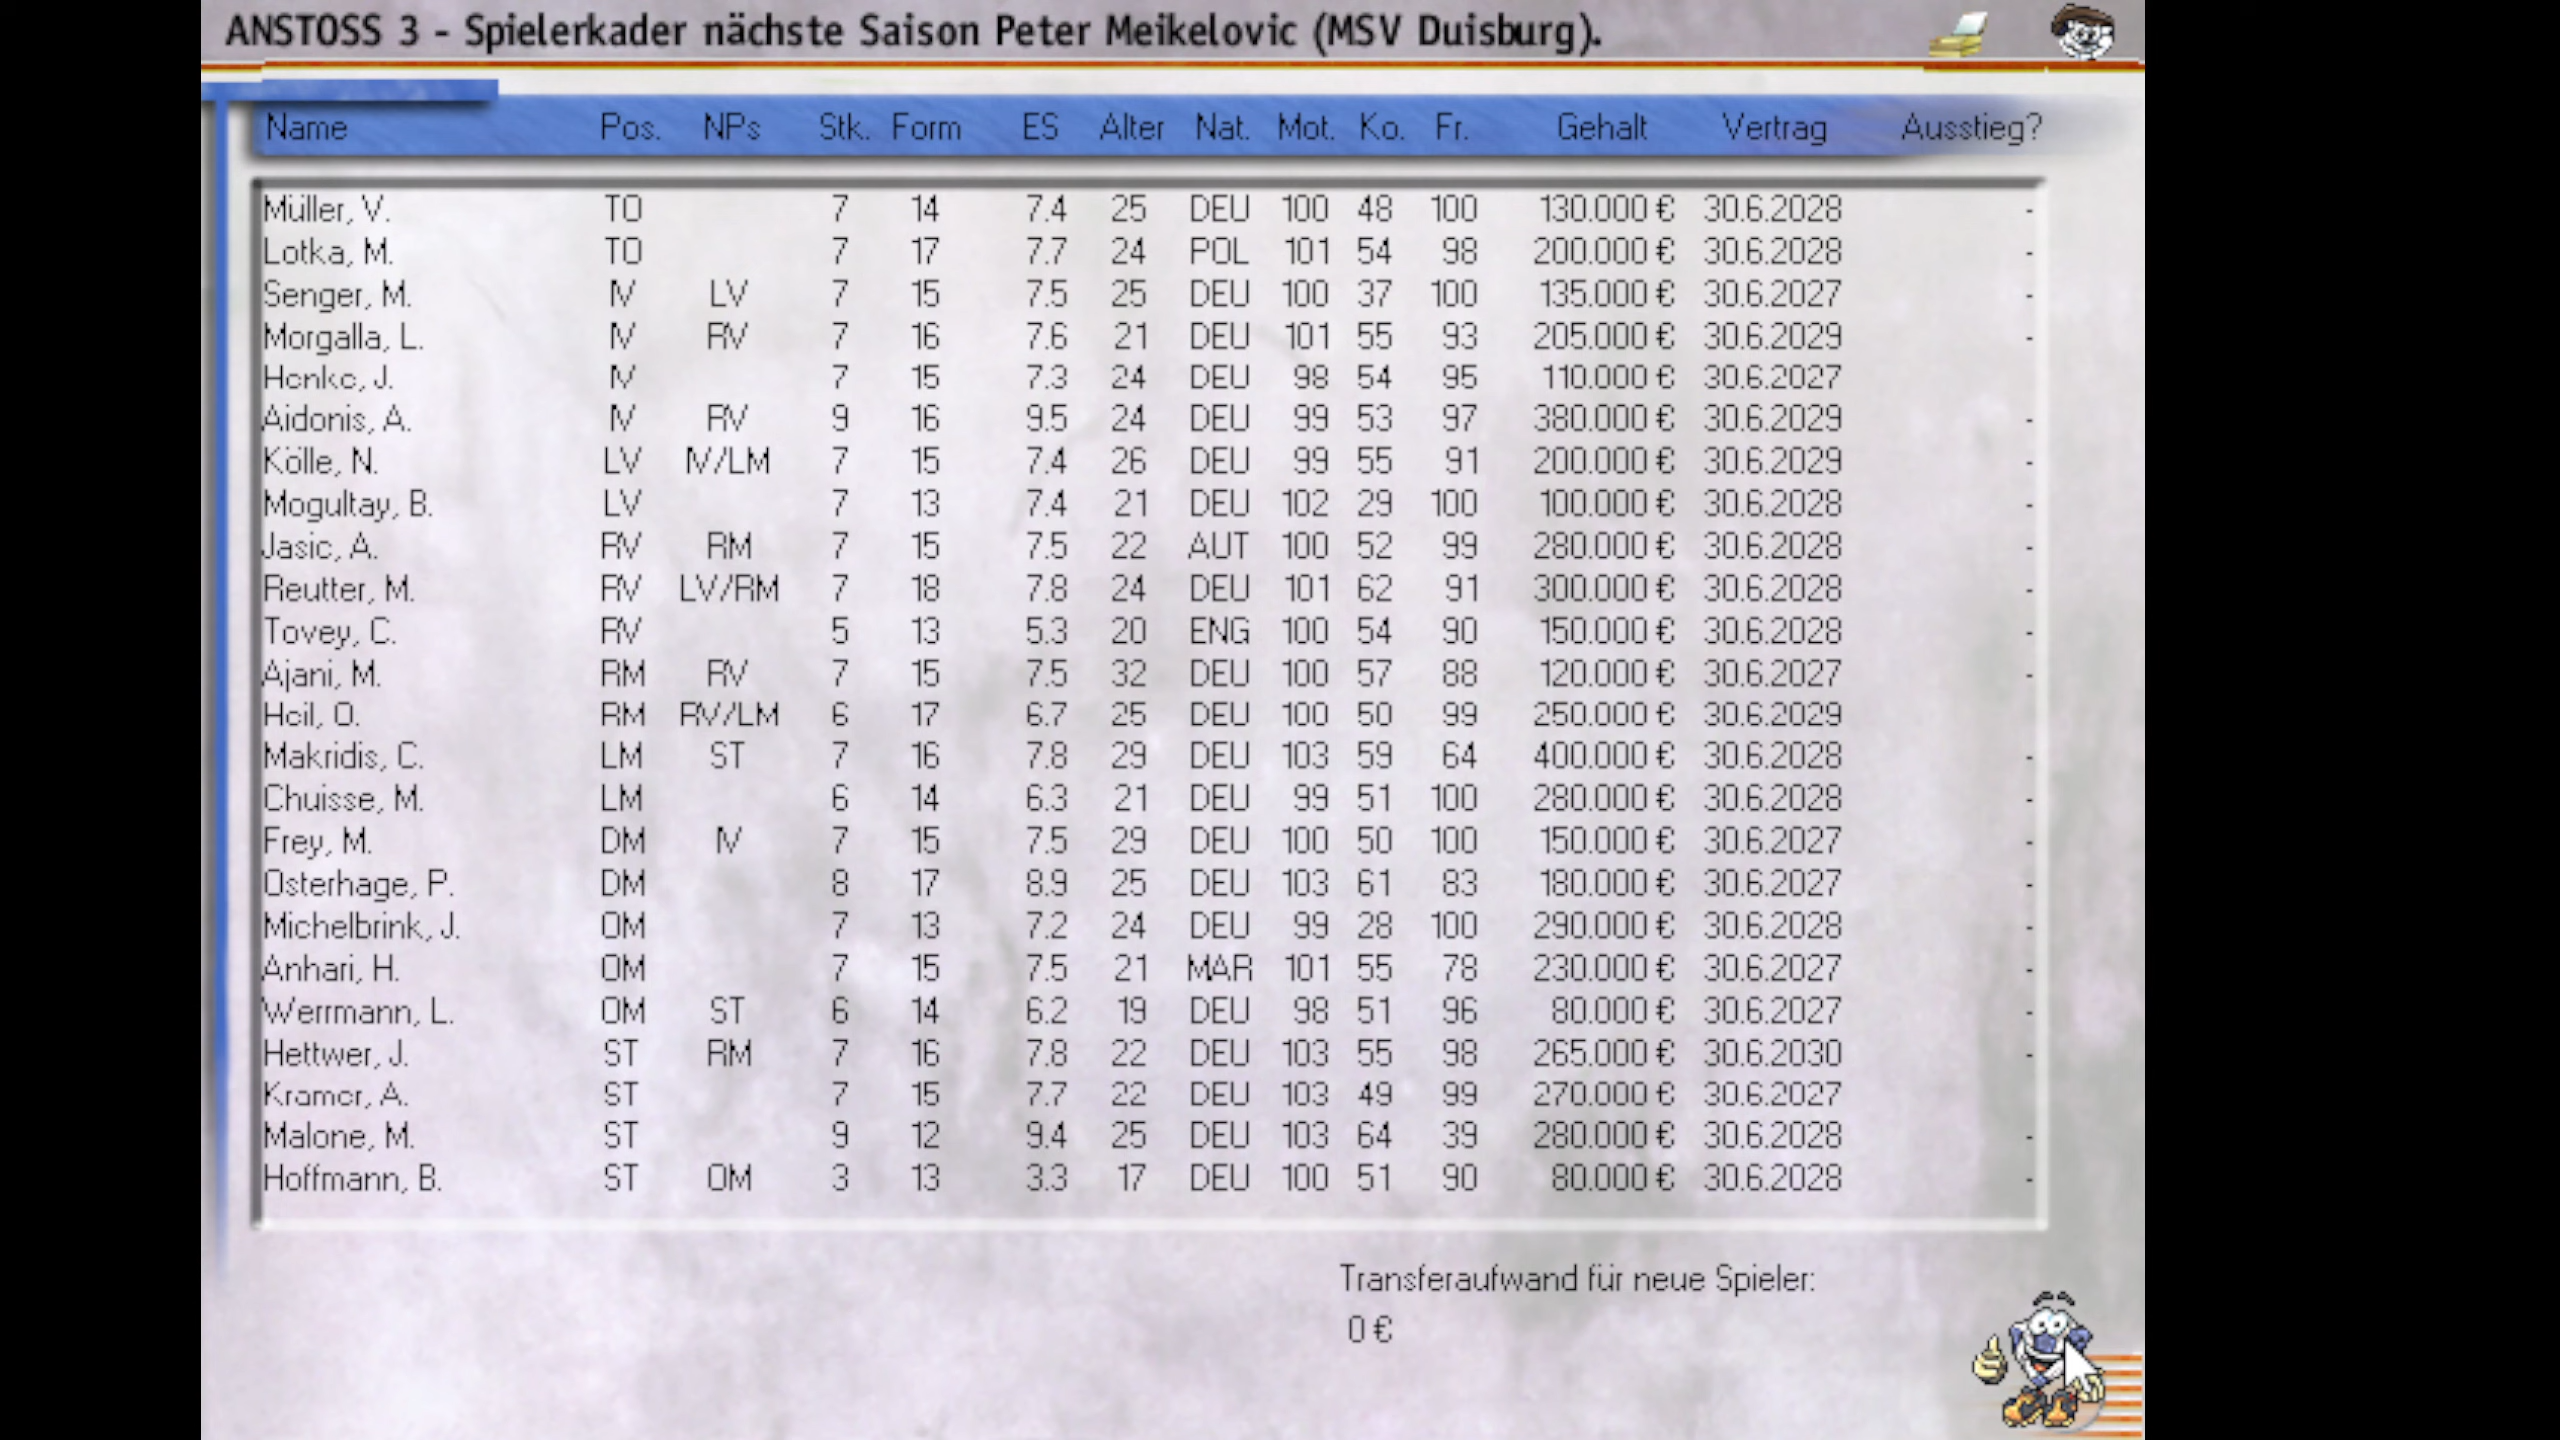 ANSTOSS 3 - Spielerkader nächste Saison Peter Meikelovic (MSV Duisburg).
Name Pos. NPs Stk. Form ES Alter Nat. Mot. Ko. Fr. Gehalt Vertrag Ausstieg?
Müller, V. TO 7 14 7.4 25 DEU 100 48 100 130.000 € 30.6.2028 -
Lotka, M. TO 7 17 7.7 24 POL 101 54 98 200.000 € 30.6.2028 -
Senger, M. IV LV 7 15 7.5 25 DEU 100 37 100 135.000 € 30.6.2027 -
Morgalla, L. IV RV 7 16 7.6 21 DEU 101 55 93 205.000 € 30.6.2029 -
Henke, J. IV 7 15 7.3 24 DEU 98 54 95 110.000 € 30.6.2027 -
Aidonis, A. IV RV 9 16 9.5 24 DEU 99 53 97 380.000 € 30.6.2029 -
Kölle, N. LV IV/LM 7 15 7.4 26 DEU 99 55 91 200.000 € 30.6.2029 -
Mogultay, B. LV 7 13 7.4 21 DEU 102 29 100 100.000 € 30.6.2028 -
Jasic, A. RV RM 7 15 7.5 22 AUT 100 52 99 280.000 € 30.6.2028 -
Reutter, M. RV LV/RM 7 18 7.8 24 DEU 101 62 91 300.000 € 30.6.2028 -
Tovey, C. RV 5 13 5.3 20 ENG 100 54 90 150.000 € 30.6.2028 -
Ajani, M. RM RV 7 15 7.5 32 DEU 100 57 88 120.000 € 30.6.2027 -
Heil, O. RM RV/LM 6 17 6.7 25 DEU 100 50 99 250.000 € 30.6.2029 -
Makridis, C. LM ST 7 16 7.8 29 DEU 103 59 64 400.000 € 30.6.2028 -
Chuisse, M. LM 6 14 6.3 21 DEU 99 51 100 280.000 € 30.6.2028 -
Frey, M. DM IV 7 15 7.5 29 DEU 100 50 100 150.000 € 30.6.2027 -
Osterhage, P. DM 8 17 8.9 25 DEU 103 61 83 180.000 € 30.6.2027 -
Michelbrink, J. OM 7 13 7.2 24 DEU 99 28 100 290.000 € 30.6.2028 -
Anhari, H. OM 7 15 7.5 21 MAR 101 55 78 230.000 € 30.6.2027 -
Werrmann, L. OM ST 6 14 6.2 19 DEU 98 51 96 80.000 € 30.6.2027 -
Hettwer, J. ST RM 7 16 7.8 22 DEU 103 55 98 265.000 € 30.6.2030 -
Kramer, A. ST 7 15 7.7 22 DEU 103 49 99 270.000 € 30.6.2027 -
Malone, M. ST 9 12 9.4 25 DEU 103 64 39 280.000 € 30.6.2028 -
Hoffmann, B. ST OM 3 13 3.3 17 DEU 100 51 90 80.000 € 30.6.2028 -
Transferaufwand für neue Spieler:
0 €